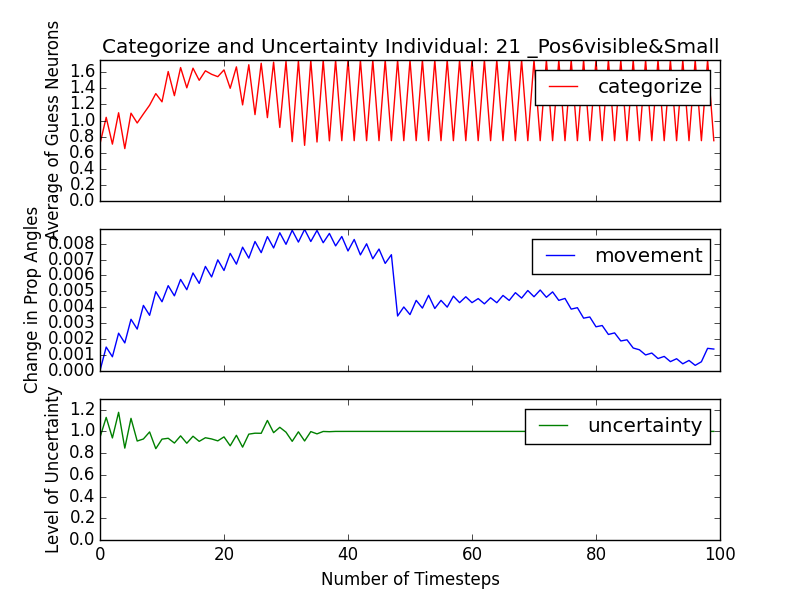 Categorize and Uncertainty Individual: 21 _Pos6visible&Small
Average of Guess Neurons
1.6
1.4
1.2
1.0
0.8
0.6
0.4
0.2
0.0
categorize
Change in Prop Angles
0.008
0.007
0.006
0.005
0.004
0.003
0.002
0.001
0.000
movement
Level of Uncertainty
1.2
1.0
0.8
0.6
0.4
0.2
0.0
uncertainty
0 20 40 60 80 100
Number of Timesteps